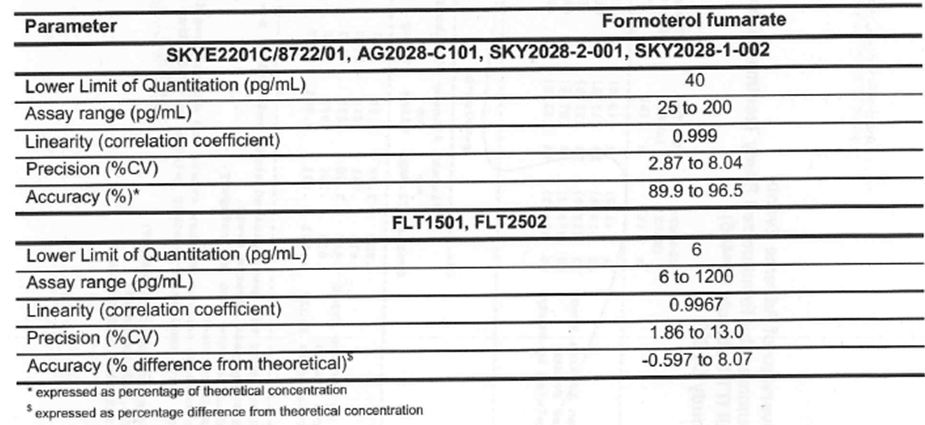 Parameter Formoterol fumarate
SKYE2201C/8722/01, AG2028-C101, SKY2028-2-001, SKY2028-1-002
Lower Limit of Quantitation (pg/mL) 40
Assay range (pg/mL) 25 to 200
Linearity (correlation coefficient) 0.999
Precision (%CV) 2.87 to 8.04
Accuracy (%)* 89.9 to 96.5
FLT1501, FLT2502
Lower Limit of Quantitation (pg/mL) 6
Assay range (pg/mL) 6 to 1200
Linearity (correlation coefficient) 0.9967
Precision (%CV) 1.86 to 13.0
Accuracy (% difference from theoretical)$ -0.597 to 8.07
* expressed as percentage of theoretical concentration
$ expressed as percentage difference from theoretical concentration